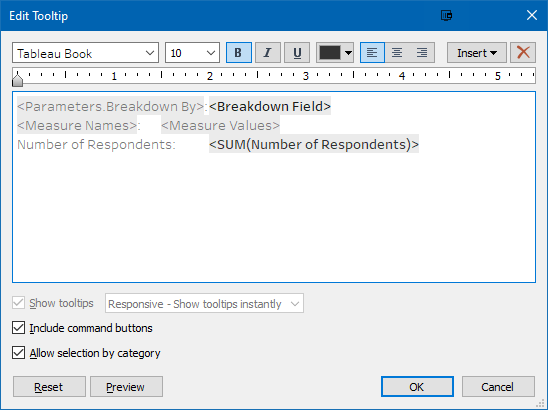 Edit Tooltip
Tableau Book 10 B I U Insert
1 2 3 4 5
<Parameters.Breakdown By>: <Breakdown Field>
<Measure Names>: <Measure Values>
Number of Respondents: <SUM(Number of Respondents)>
Show tooltips Responsive - Show tooltips instantly
Include command buttons
Allow selection by category
Reset Preview OK Cancel